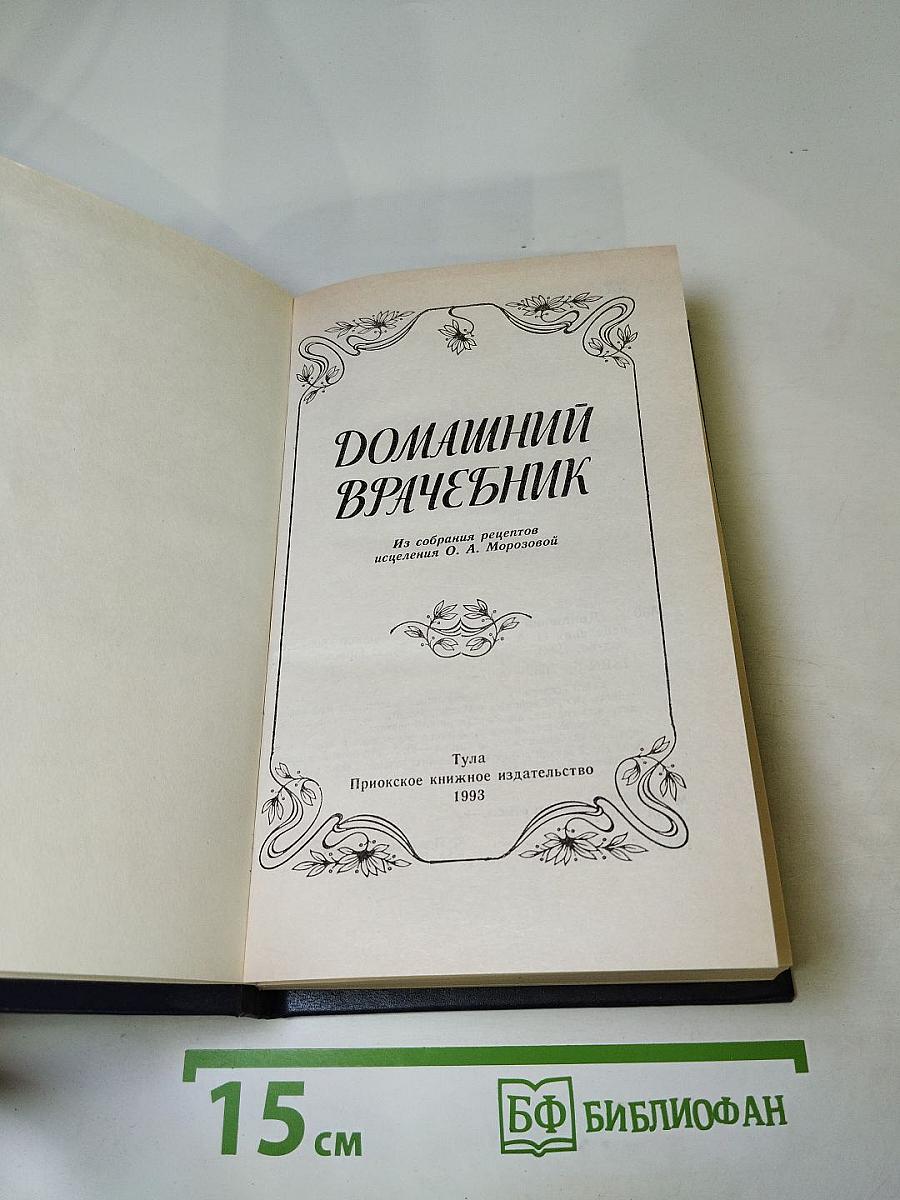 ДОМАШНИЙ
ВРАЧЕБНИК
Из собрания рецептов
исцеления О. А. Морозовой
Тула
Приокское книжное издательство
1993
15 см
БФ БИБЛИОФАН